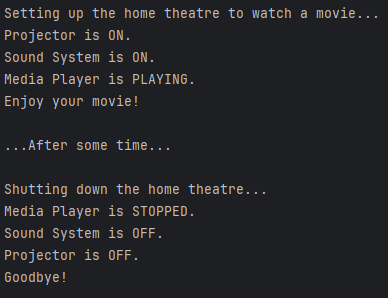 Setting up the home theatre to watch a movie...
Projector is ON.
Sound System is ON.
Media Player is PLAYING.
Enjoy your movie!
...After some time...
Shutting down the home theatre...
Media Player is STOPPED.
Sound System is OFF.
Projector is OFF.
Goodbye!